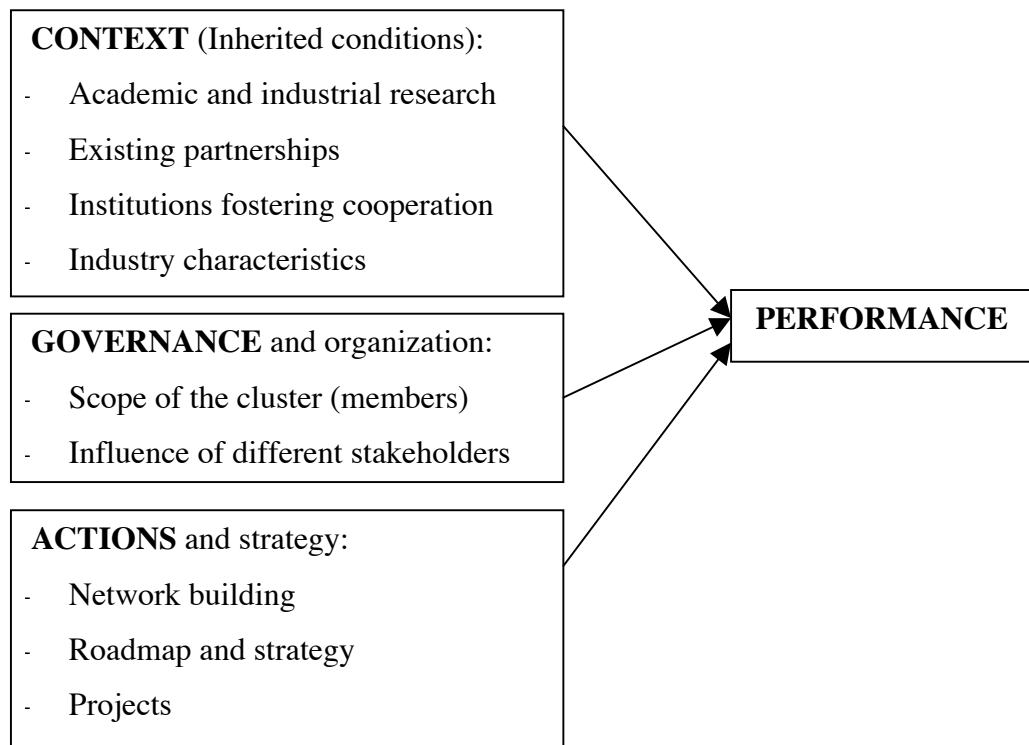 CONTEXT (Inherited conditions):
- Academic and industrial research
- Existing partnerships
- Institutions fostering cooperation
- Industry characteristics
GOVERNANCE and organization:
- Scope of the cluster (members)
- Influence of different stakeholders
ACTIONS and strategy:
- Network building
- Roadmap and strategy
- Projects
PERFORMANCE